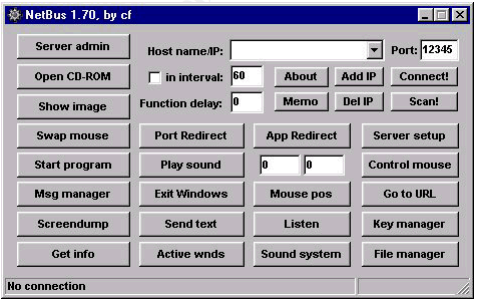 NetBus 1.70, by cf
Server admin Host name/IP: Port: 12345
Open CD-ROM in interval: 60 About Add IP Connect!
Show image Function delay: 0 Memo Del IP Scan!
Swap mouse Port Redirect App Redirect Server setup
Start program Play sound 0 0 Control mouse
Msg manager Exit Windows Mouse pos Go to URL
Screendump Send text Listen Key manager
Get info Active wnds Sound system File manager
No connection